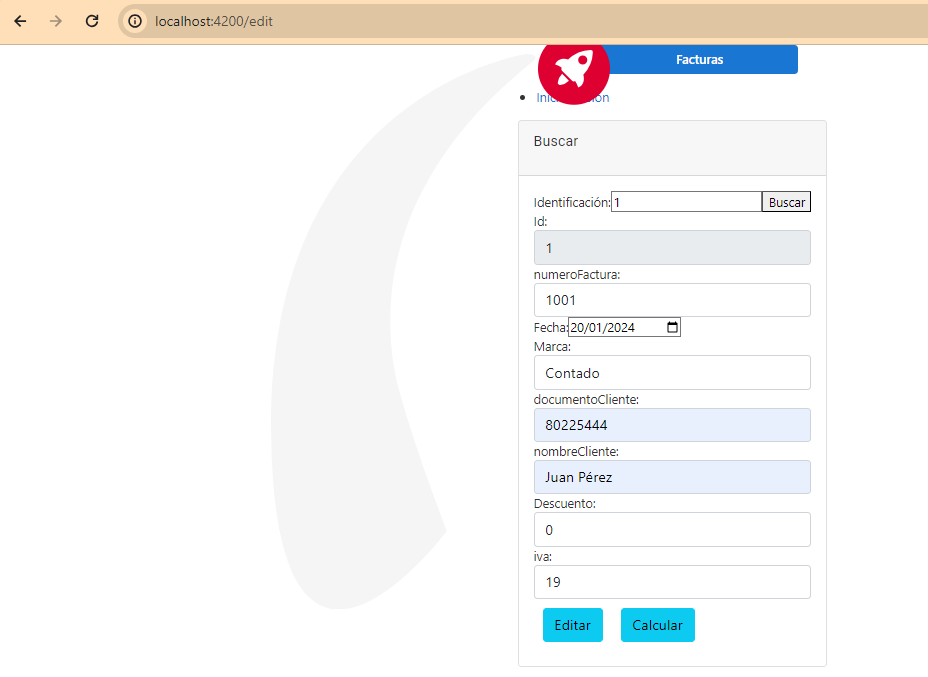 localhost:4200/edit
Facturas
Buscar
Identificación: 1 Buscar
Id:
1
numeroFactura:
1001
Fecha: 20/01/2024
Marca:
Contado
documentoCliente:
80225444
nombreCliente:
Juan Pérez
Descuento:
0
iva:
19
Editar Calcular